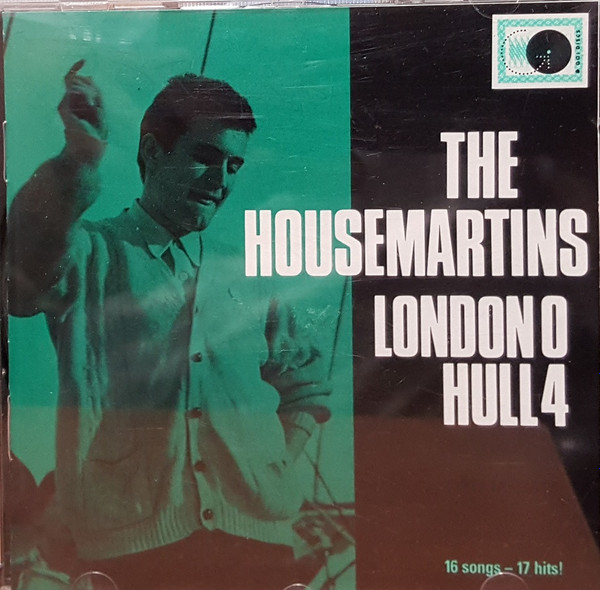 THE
HOUSEMARTINS
LONDON 0
HULL 4
16 songs – 17 hits!